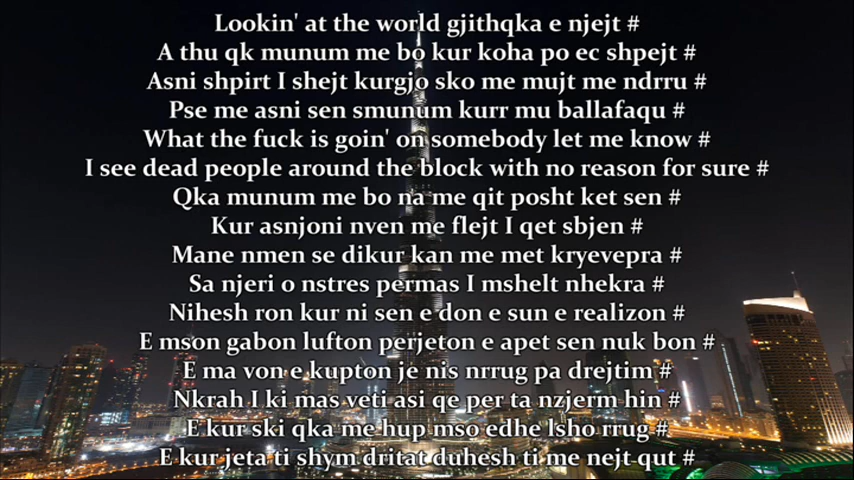 Lookin' at the world gjithqka e njejt #
A thu qk munum me bo kur koha po ec shpejt #
Asni shpirt I shejt kurgjo sko me mujt me ndrru #
Pse me asni sen smunum kurr mu ballafaqu #
What the fuck is goin' on somebody let me know #
I see dead people around the block with no reason for sure #
Qka munum me bo na me qit posht ket sen #
Kur asnjoni nven me flejt I qet sbjen #
Mane nmen se dikur kan me met kryevepra #
Sa njeri o nstres permas I mshelt nhekra #
Nihesh ron kur ni sen e don e sun e realizon #
E mson gabon lufton perjeton e apet sen nuk bon #
E ma von e kupton je nis nrrug pa drejtim #
Nkrah I ki mas veti asi qe per ta nzjerm hin #
E kur ski qka me hup mso edhe Isho rrug #
E kur jeta ti shym dritat duhesh ti me nejt qut #